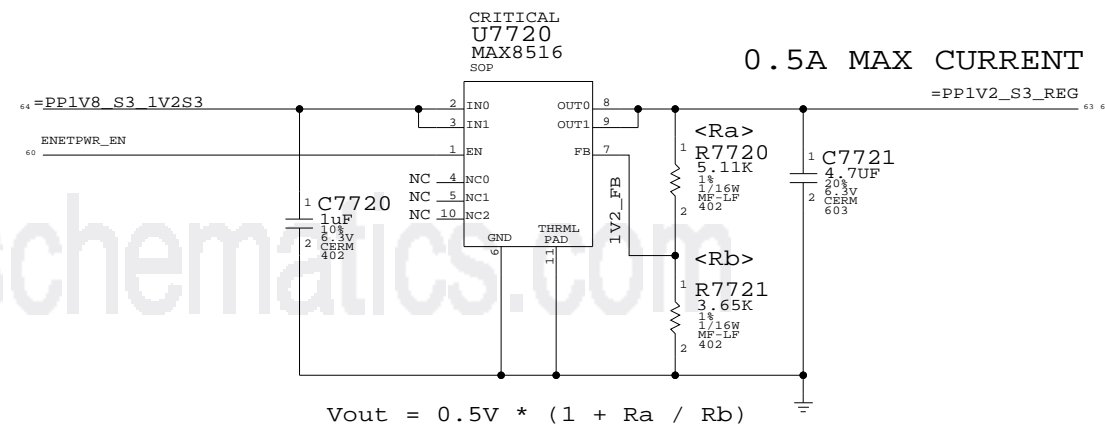 CRITICAL
U7720
MAX8516
SOP
0.5A MAX CURRENT
64 =PP1V8_S3_1V2S3
2 IN0
3 IN1
OUT0 8
OUT1 9
=PP1V2_S3_REG
63 6
60 ENETPWR_EN
1 EN
FB 7
1V2_FB
NC 4 NC0
NC 5 NC1
NC 10 NC2
GND
6
THRML
PAD
11
1 C7720
1uF
10%
6.3V
2 CERM
402
<Ra>
1 R7720
5.11K
1%
1/16W
MF-LF
2 402
1 C7721
4.7UF
20%
2 6.3V
CERM
603
<Rb>
1 R7721
3.65K
1%
1/16W
MF-LF
2 402
schematics.com
Vout = 0.5V * (1 + Ra / Rb)